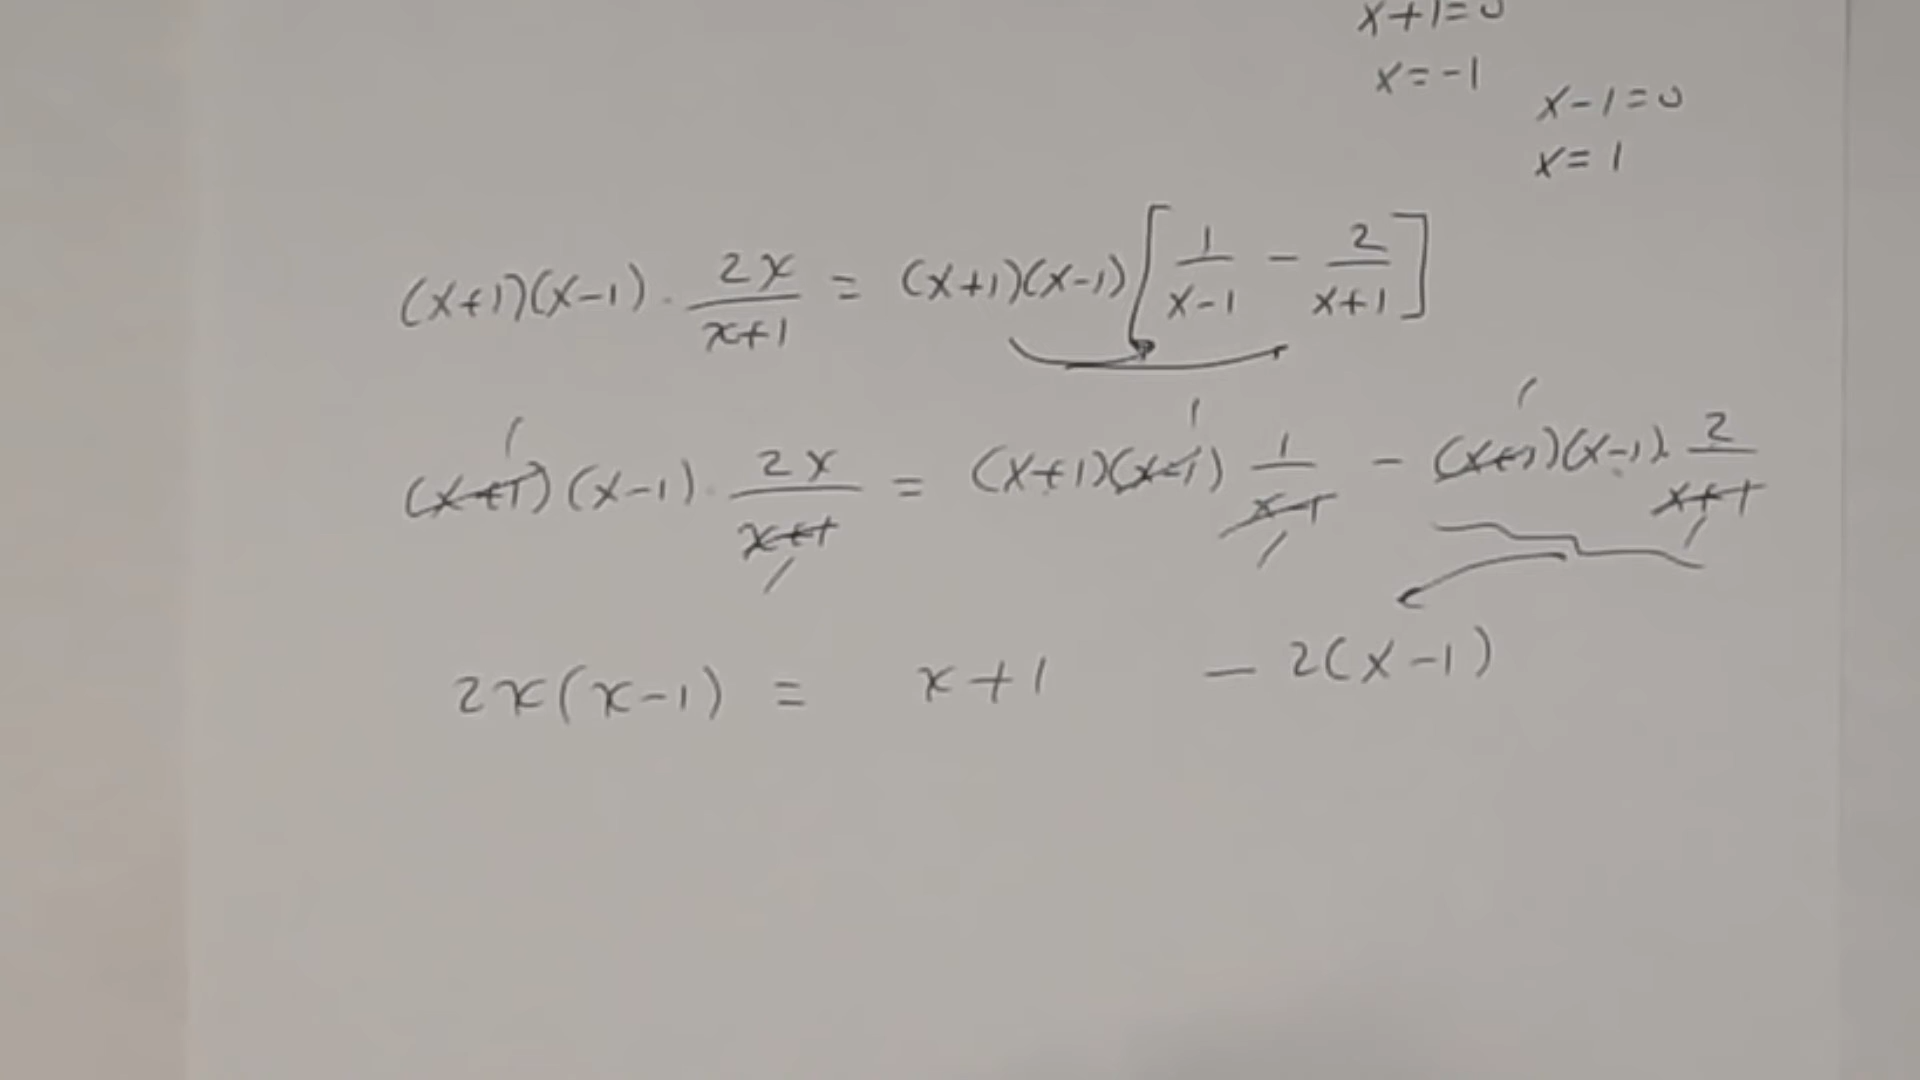 x+1=0
x=-1
x-1=0
x=1
(x+1)(x-1) · 2x/(x+1) = (x+1)(x-1)[1/(x-1) - 2/(x+1)]
(x+1)(x-1) · 2x/(x+1) = (x+1)(x-1) 1/(x-1) - (x+1)(x-1) · 2/(x+1)
2x(x-1) = x+1 - 2(x-1)